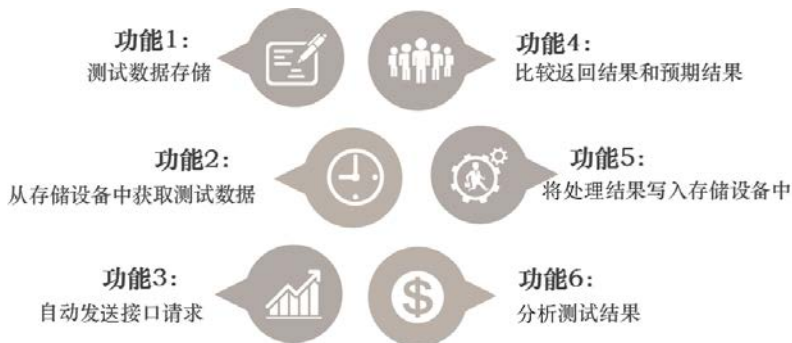 功能1：
测试数据存储
功能2：
从存储设备中获取测试数据
功能3：
自动发送接口请求
功能4：
比较返回结果和预期结果
功能5：
将处理结果写入存储设备中
功能6：
分析测试结果